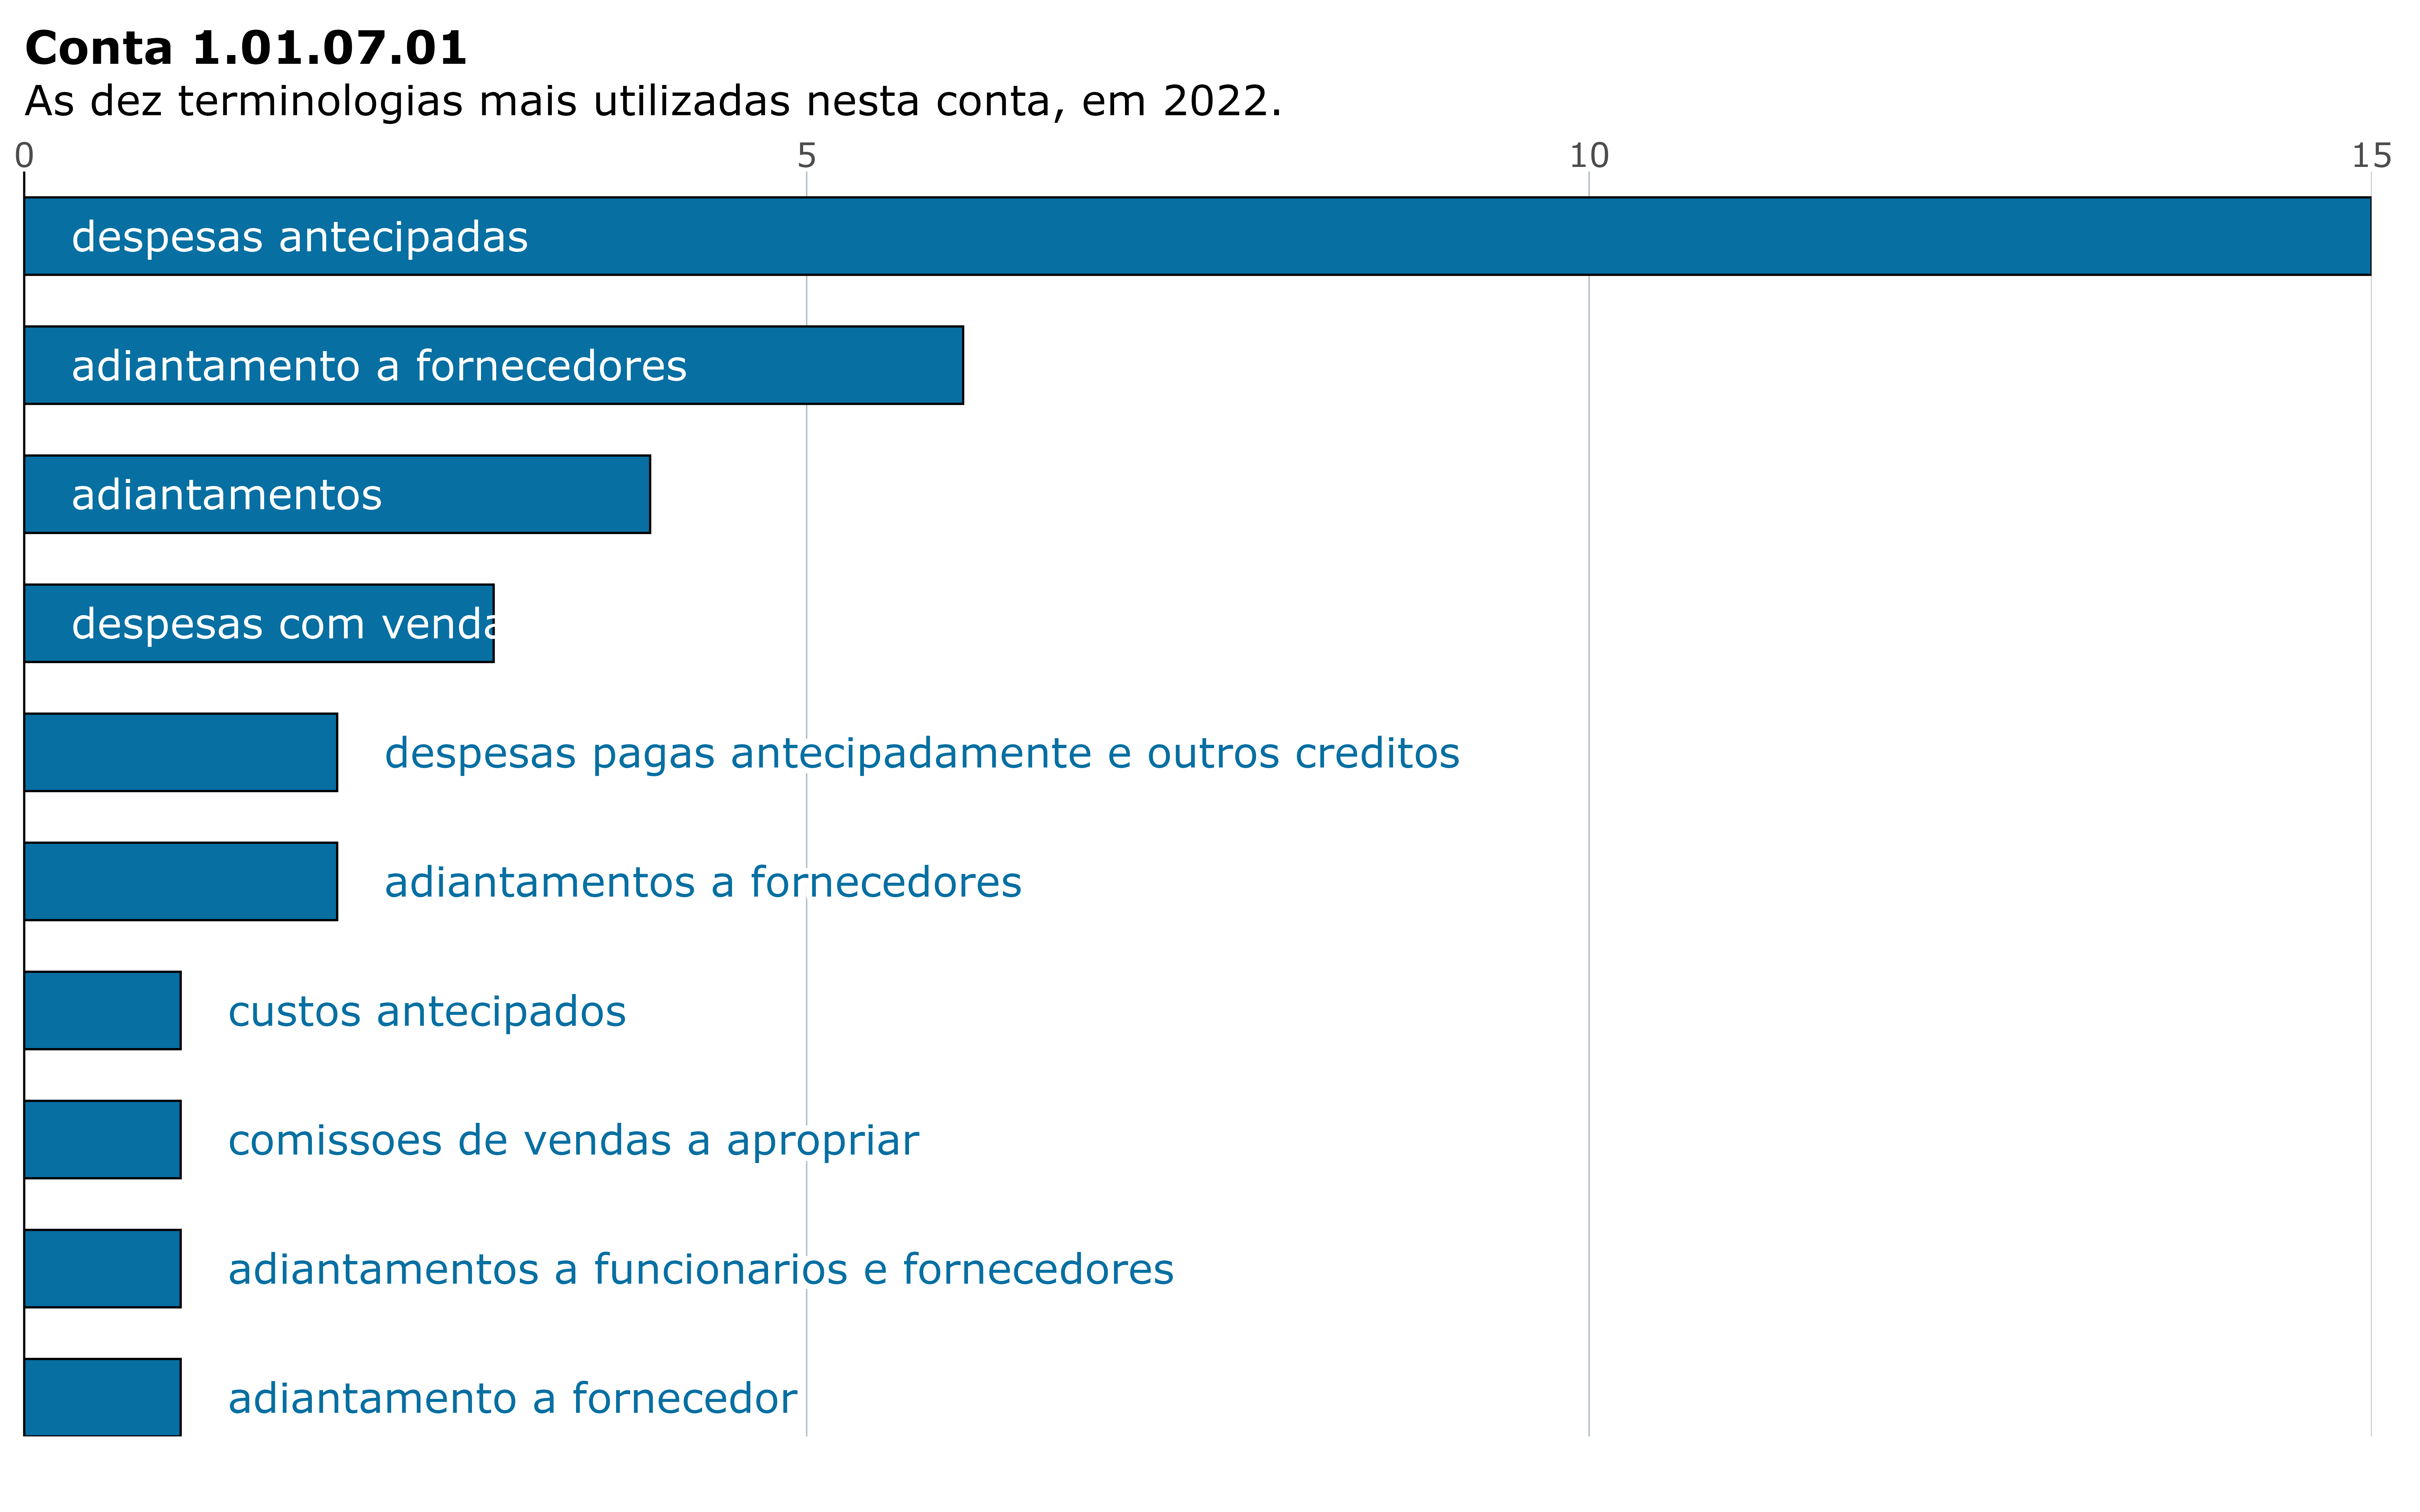 Conta 1.01.07.01
As dez terminologias mais utilizadas nesta conta, em 2022.
0 5 10 15
despesas antecipadas
adiantamento a fornecedores
adiantamentos
despesas com venda
despesas pagas antecipadamente e outros creditos
adiantamentos a fornecedores
custos antecipados
comissoes de vendas a apropriar
adiantamentos a funcionarios e fornecedores
adiantamento a fornecedor